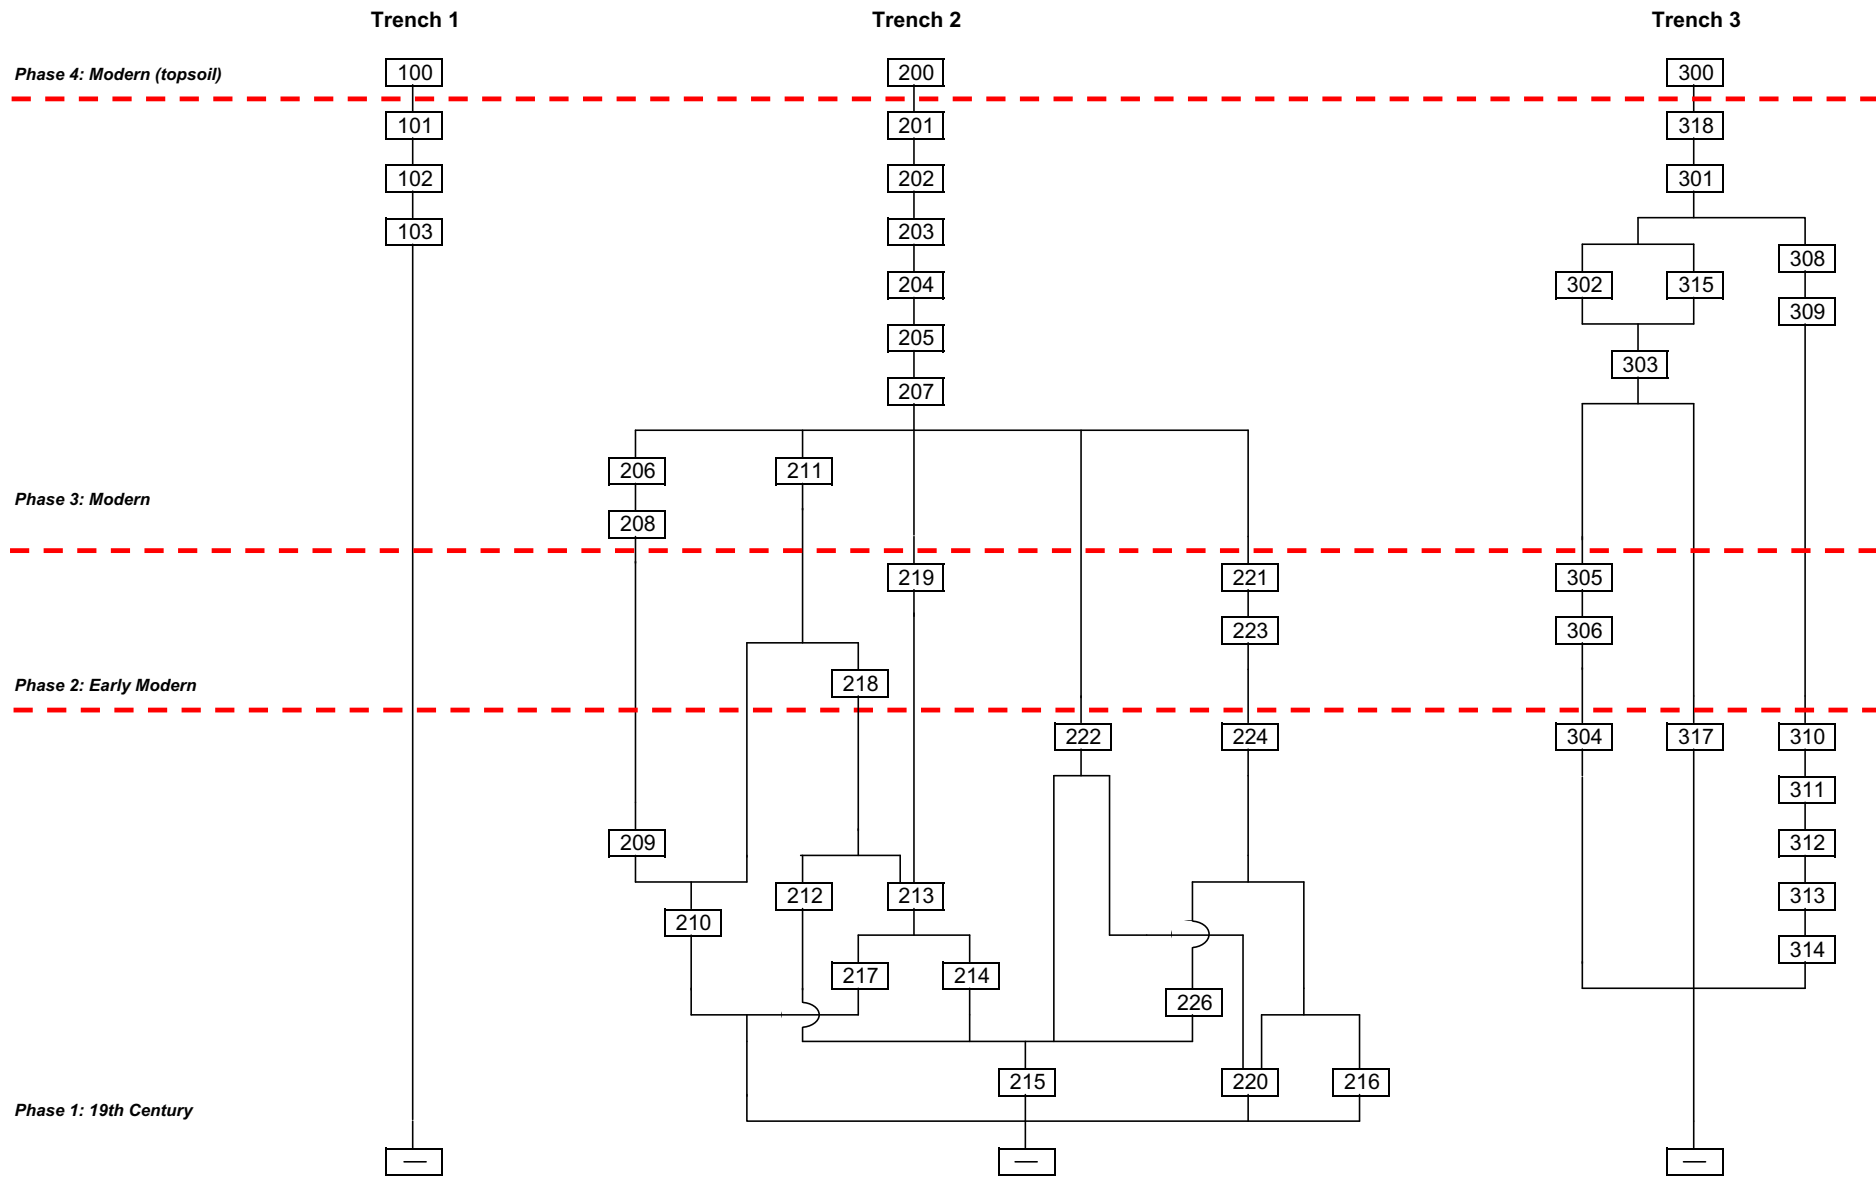 Trench 1 Trench 2 Trench 3
Phase 4: Modern (topsoil) 100 200 300
101 201 318
102 202 301
103 203
308
204 302 315
309
205
303
207
206 211
Phase 3: Modern
208
219 221 305
223 306
Phase 2: Early Modern 218
222 224 304 317 310
311
209 312
212 213 313
210
314
217 214
226
215 220 216
Phase 1: 19th Century
— — —